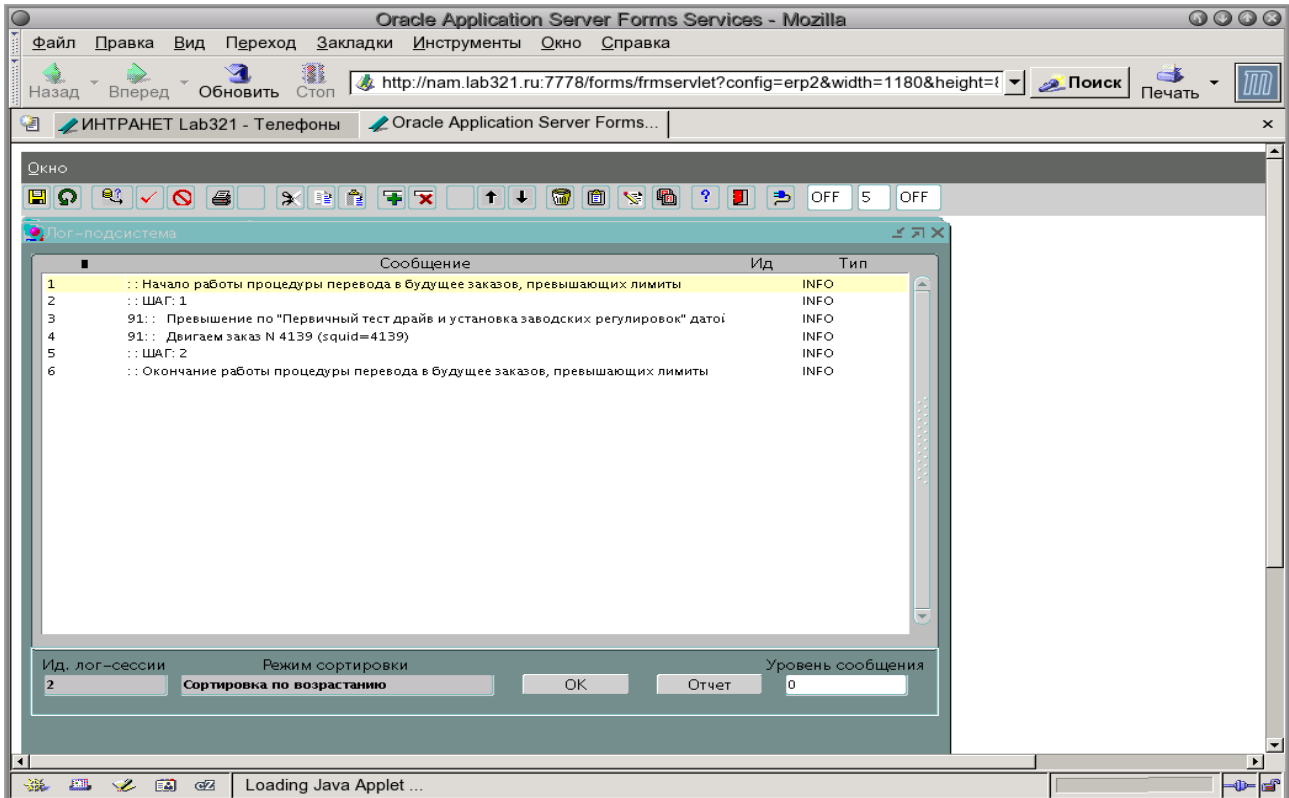 Oracle Application Server Forms Services - Mozilla
Файл Правка Вид Переход Закладки Инструменты Окно Справка
Назад Вперед Обновить Стоп http://nam.lab321.ru:7778/forms/frmservlet?config=erp2&width=1180&height= Поиск Печать
ИНТРАНЕТ Lab321 - Телефоны Oracle Application Server Forms...
Окно
OFF 5 OFF
Лог-подсистема
Сообщение Ид Тип
1 :: Начало работы процедуры перевода в будущее заказов, превышающих лимиты INFO
2 :: ШАГ: 1 INFO
3 91:: Превышение по "Первичный тест драйв и установка заводских регулировок" датой INFO
4 91:: Двигаем заказ N 4139 (squid=4139) INFO
5 :: ШАГ: 2 INFO
6 :: Окончание работы процедуры перевода в будущее заказов, превышающих лимиты INFO
Ид. лог-сессии Режим сортировки Уровень сообщения
2 Сортировка по возрастанию OK Отчет 0
Loading Java Applet ...